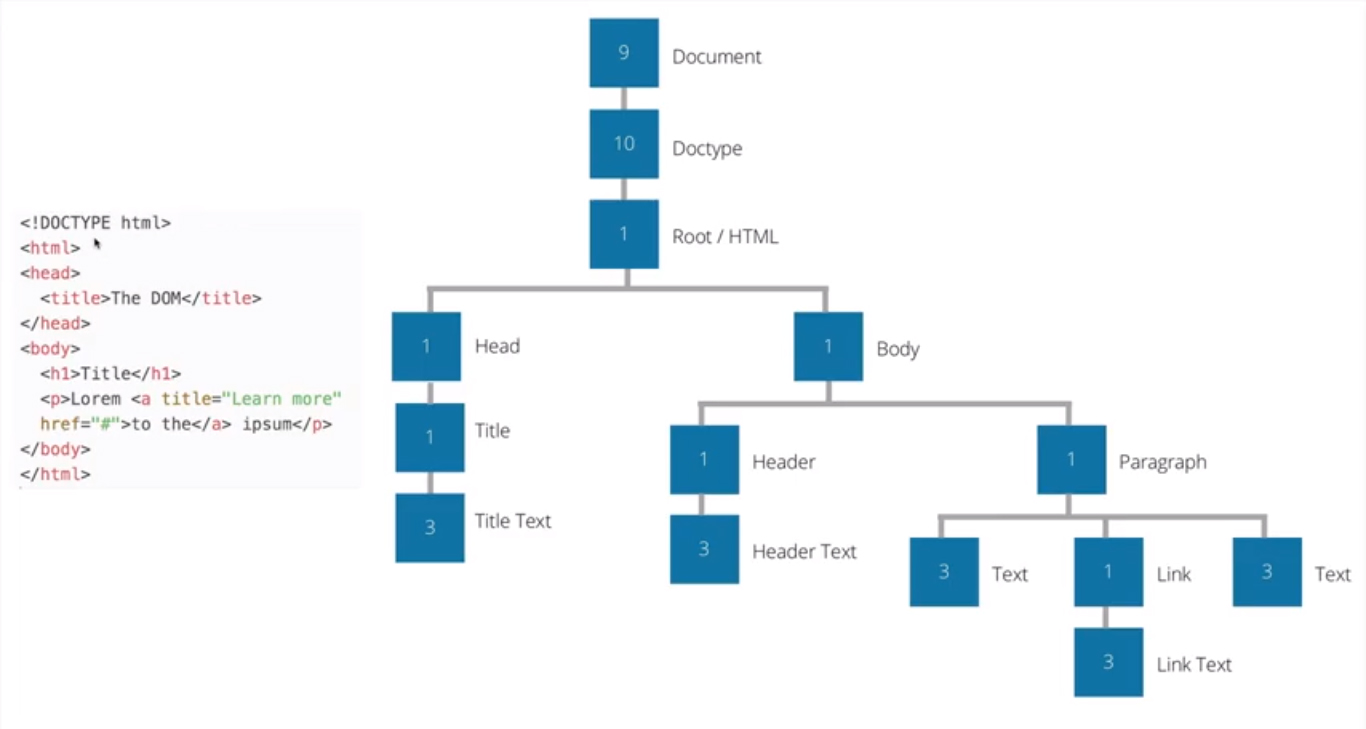 <!DOCTYPE html>
<html>
<head>
<title>The DOM</title>
</head>
<body>
<h1>Title</h1>
<p>Lorem <a title="Learn more"
href="#">to the</a> ipsum</p>
</body>
</html>
9 Document
10 Doctype
1 Root / HTML
1 Head
1 Body
1 Title
3 Title Text
1 Header
1 Paragraph
3 Header Text
3 Text
1 Link
3 Text
3 Link Text